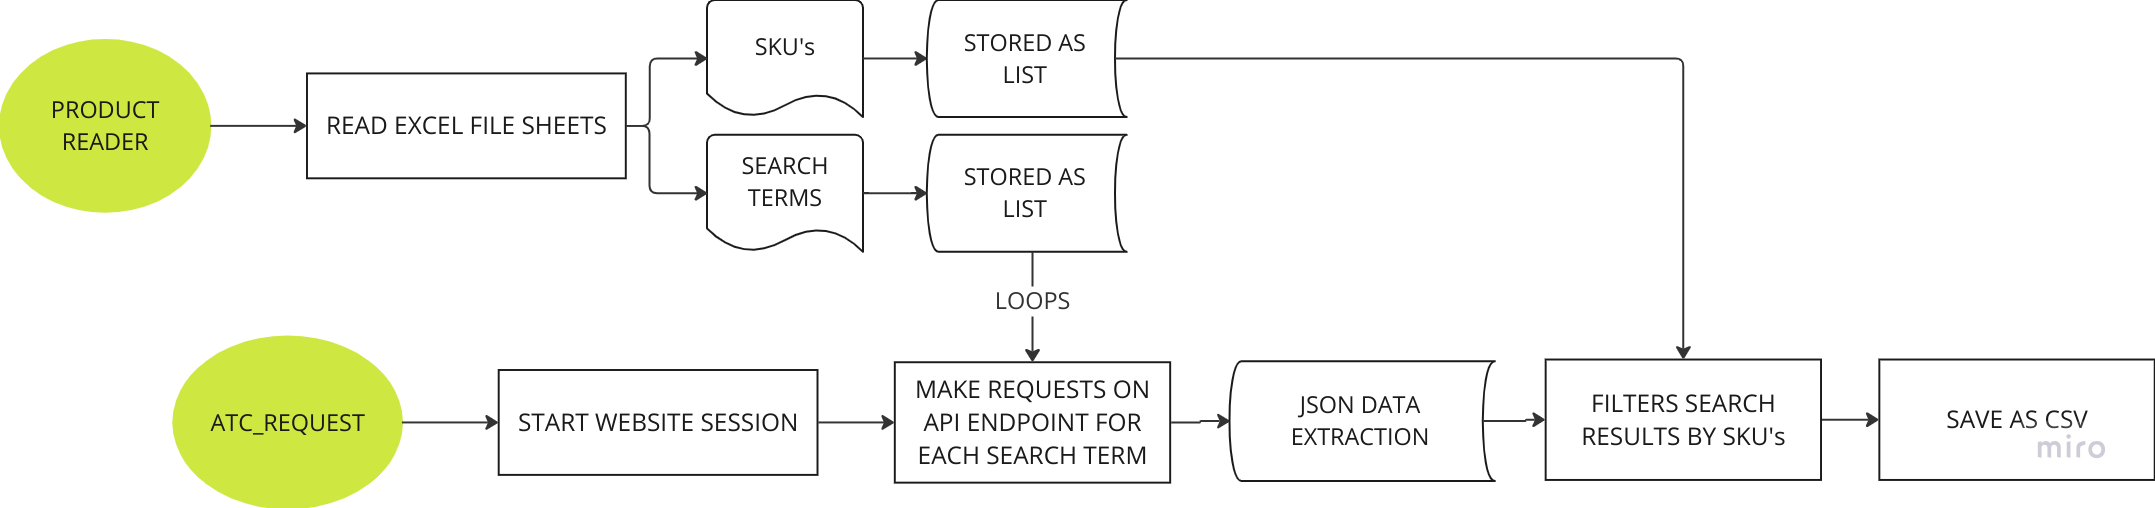 PRODUCT
READER
READ EXCEL FILE SHEETS
SKU's
STORED AS
LIST
SEARCH
TERMS
STORED AS
LIST
LOOPS
ATC_REQUEST
START WEBSITE SESSION
MAKE REQUESTS ON
API ENDPOINT FOR
EACH SEARCH TERM
JSON DATA
EXTRACTION
FILTERS SEARCH
RESULTS BY SKU's
SAVE AS CSV
miro